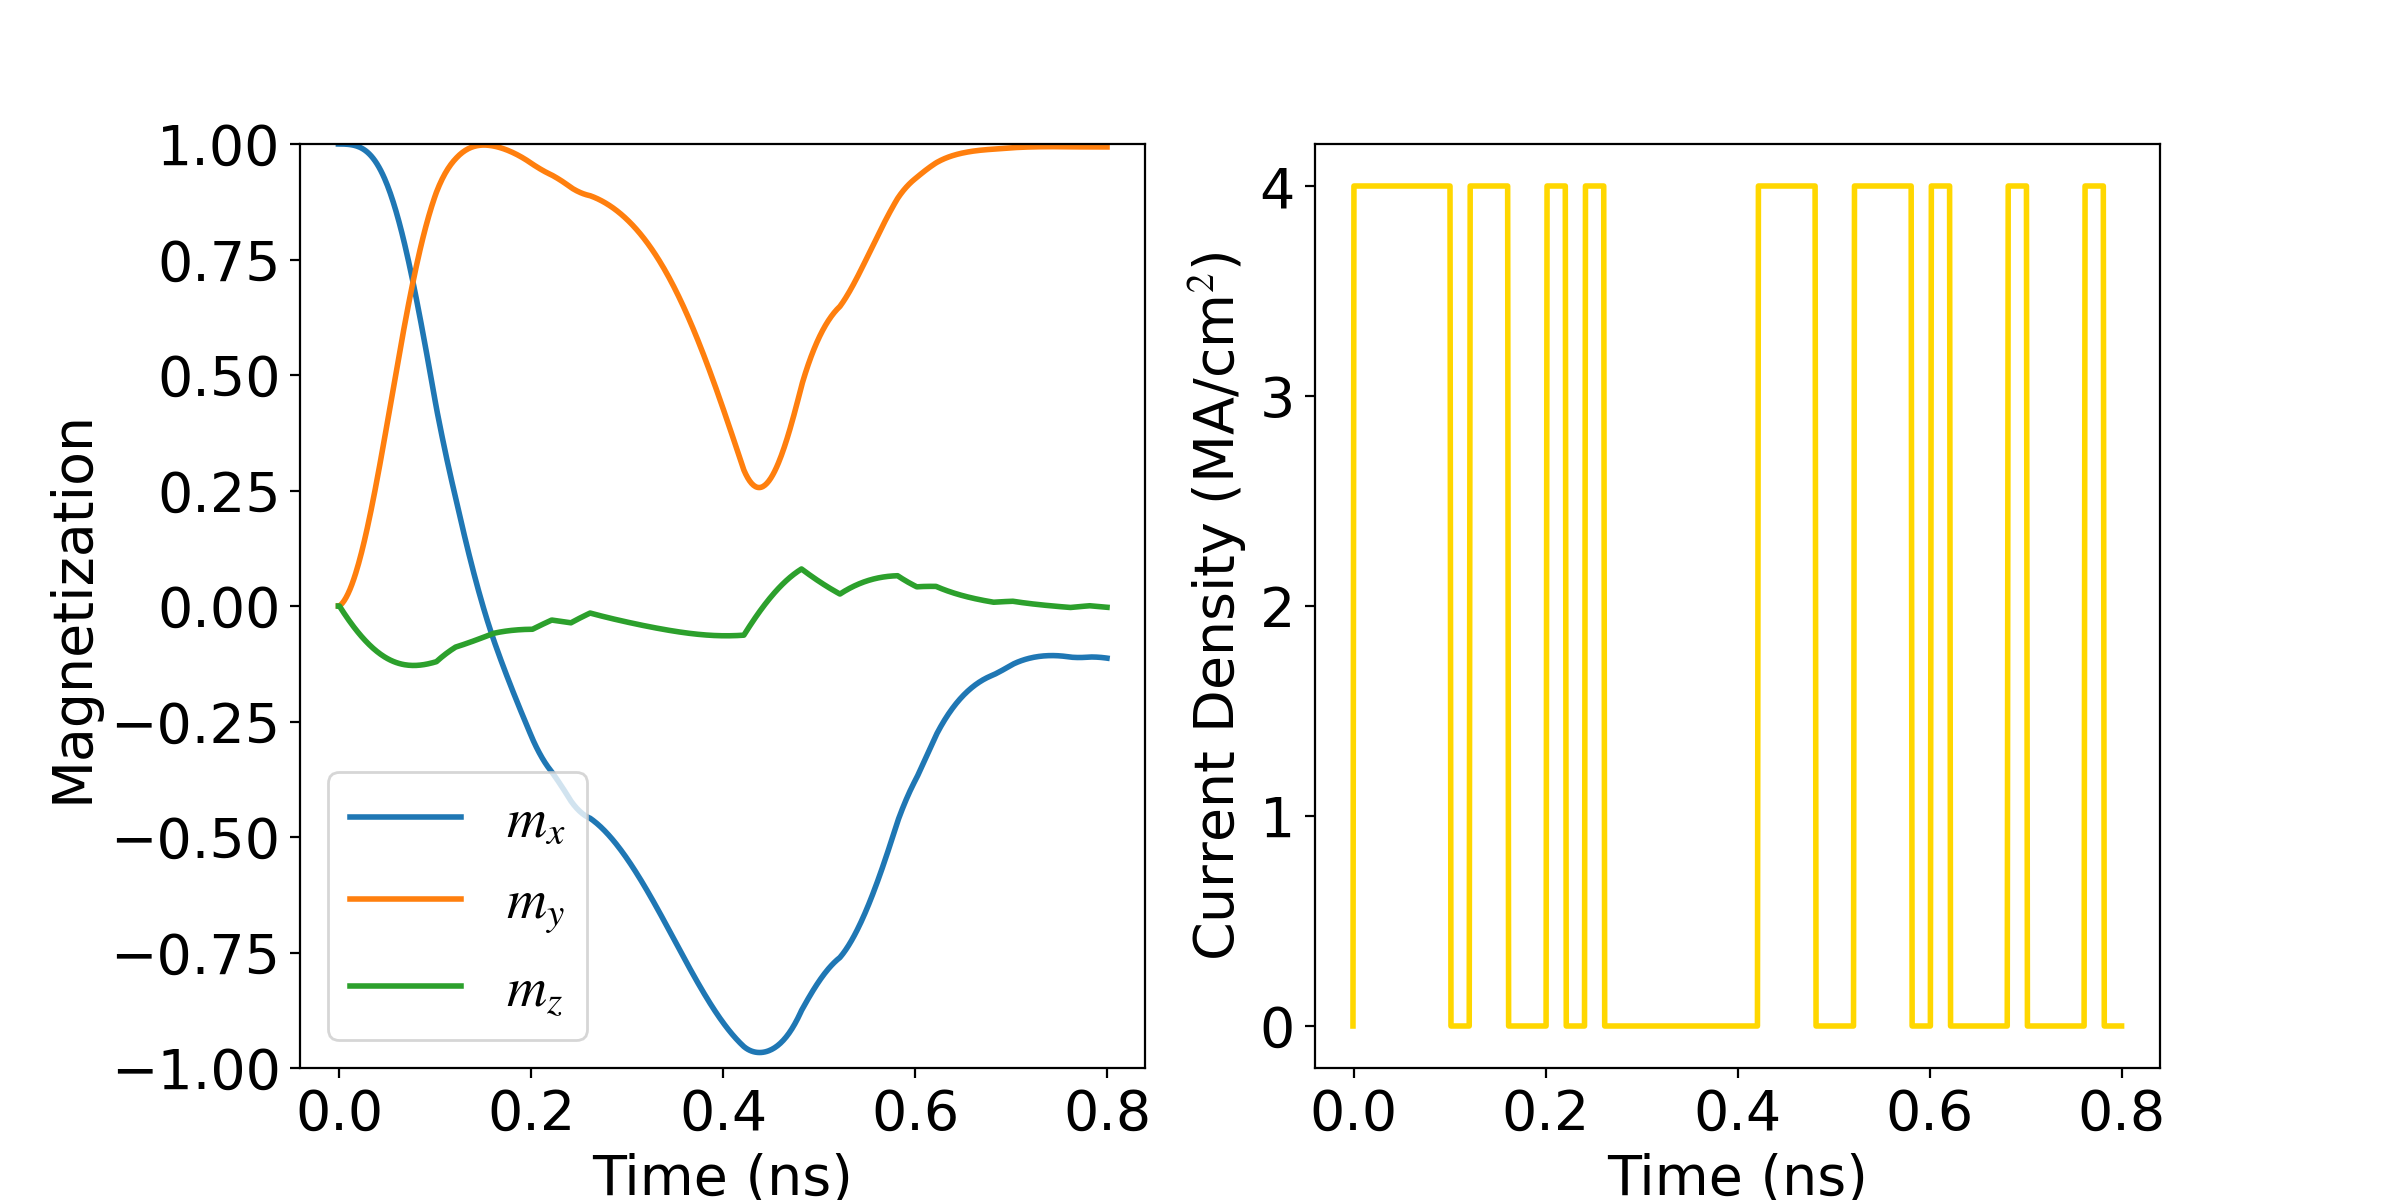 1.00
0.75
0.50
0.25
0.00
−0.25
−0.50
−0.75
−1.00
Magnetization
m_x
m_y
m_z
0.0 0.2 0.4 0.6 0.8
Time (ns)
4
3
2
1
0
Current Density (MA/cm²)
0.0 0.2 0.4 0.6 0.8
Time (ns)